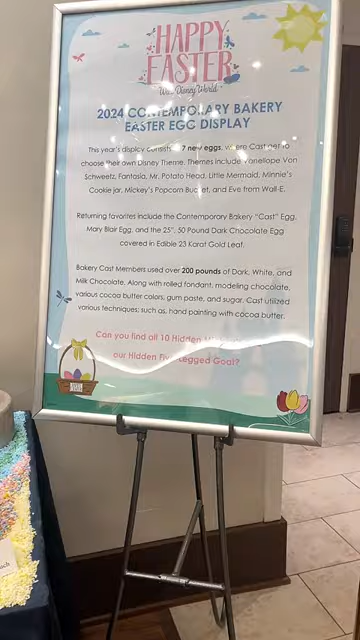 HAPPY
EASTER
Walt Disney World
2024 CONTEMPORARY BAKERY
EASTER EGG DISPLAY
This year's display consists 7 new eggs, where Cast get to
choose their own Disney Theme. Themes include Vanellope Von
Schweetz, Fantasia, Mr. Potato Head, Little Mermaid, Minnie's
Cookie jar, Mickey's Popcorn Bucket, and Eve from Wall-E.
Returning favorites include the Contemporary Bakery "Cast" Egg,
Mary Blair Egg, and the 25", 50 Pound Dark Chocolate Egg
covered in Edible 23 Karat Gold Leaf.
Bakery Cast Members used over 200 pounds of Dark, White, and
Milk Chocolate. Along with rolled fondant, modeling chocolate,
various cocoa butter colors, gum paste, and sugar. Cast utilized
various techniques; such as, hand painting with cocoa butter.
Can you find all 10 Hidden
our Hidden Five Legged Goat?